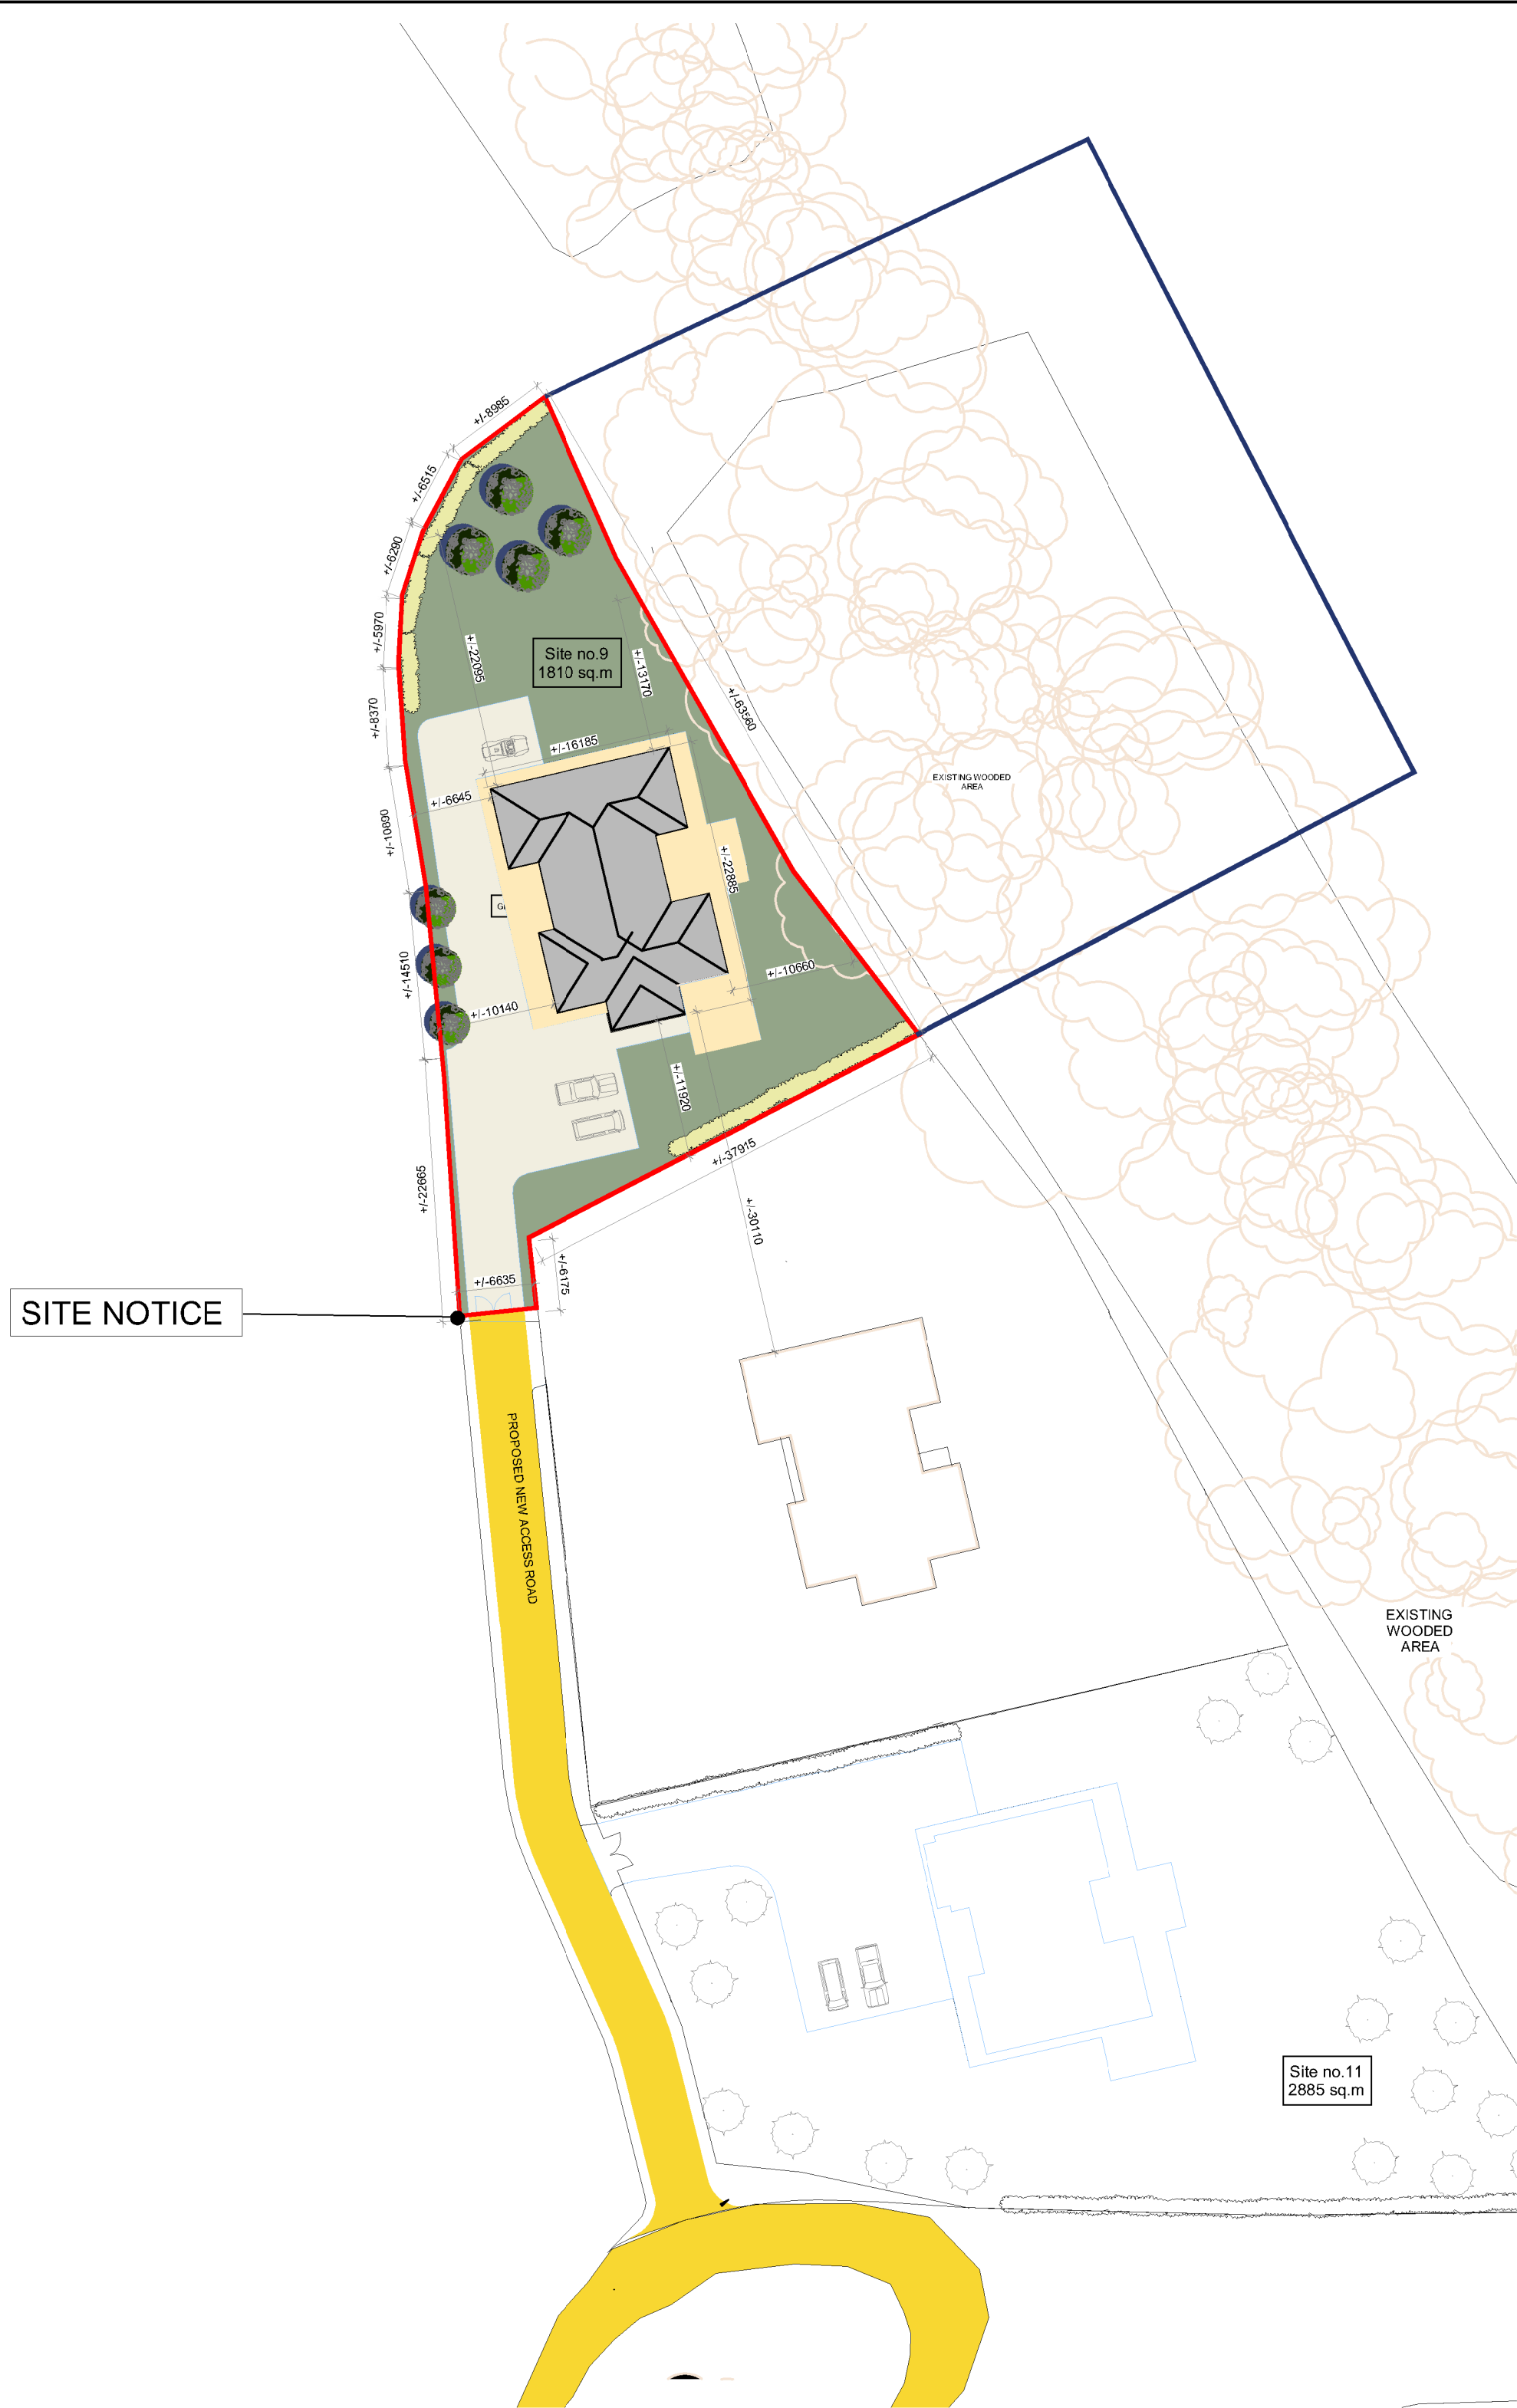 +/-8985
+/-6515
+/-6290
+/-5970
+/-8370
+/-22095
Site no.9
1810 sq.m
+/-13170
+/-63560
+/-16185
+/-6645
+/-10890
EXISTING WOODED
AREA
+/-22885
+/-14510
+/-10660
+/-10140
+/-11920
+/-37915
+/-22665
+/-30110
+/-6175
+/-6635
SITE NOTICE
PROPOSED NEW ACCESS ROAD
EXISTING
WOODED
AREA
Site no.11
2885 sq.m